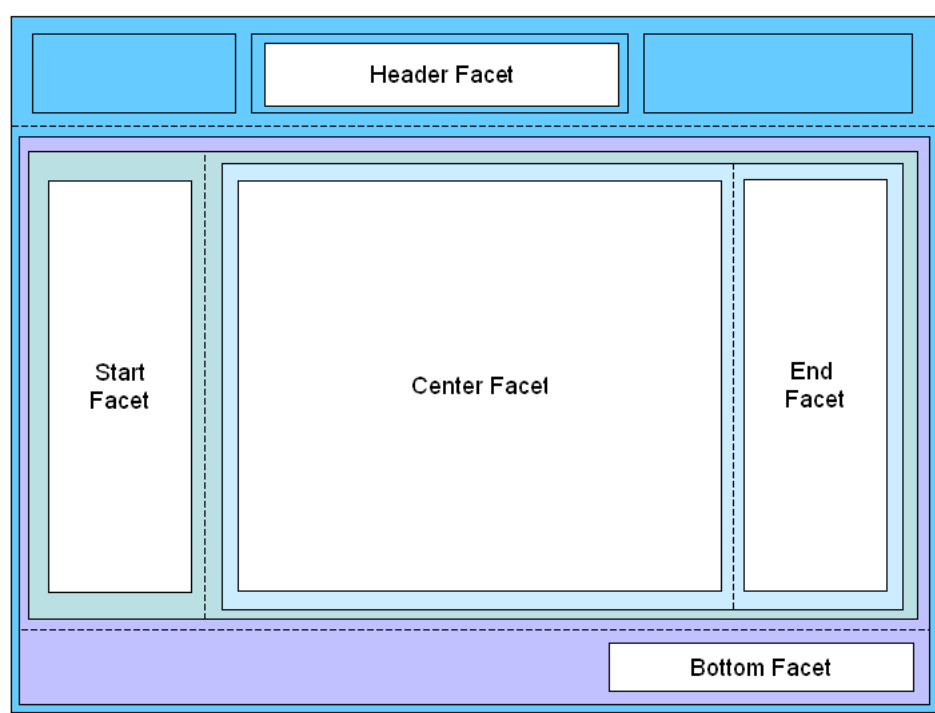 Header Facet
Start
Facet
Center Facet
End
Facet
Bottom Facet